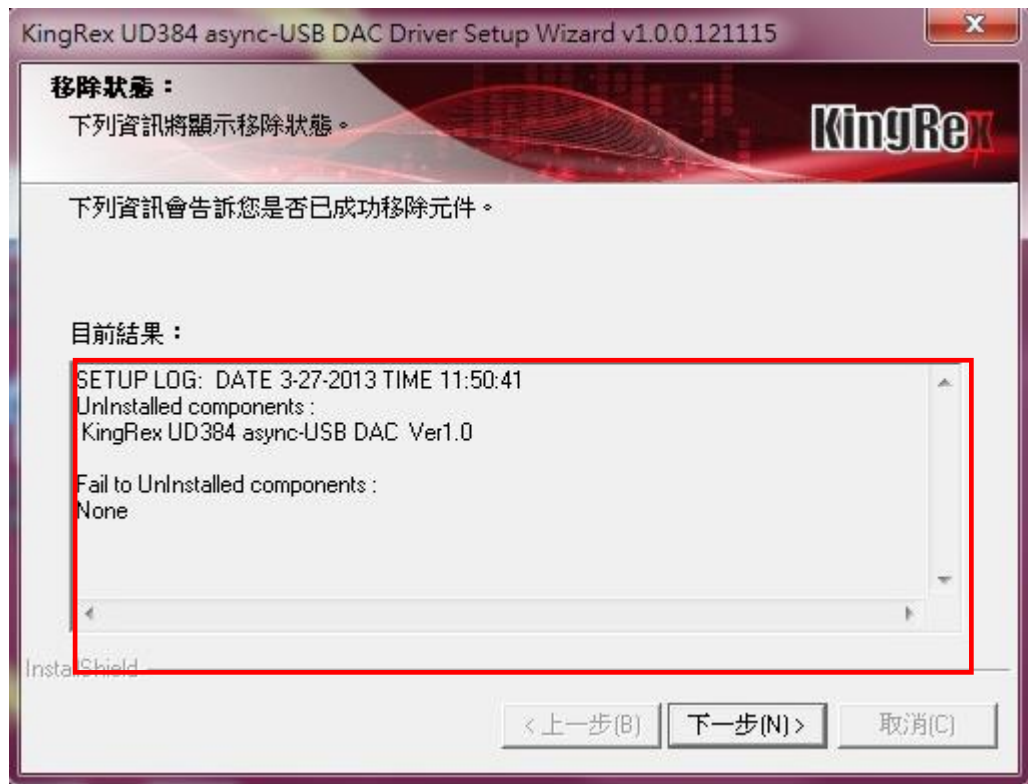 KingRex UD384 async-USB DAC Driver Setup Wizard v1.0.0.121115
移除狀態：
下列資訊將顯示移除狀態。
KingRex
下列資訊會告訴您是否已成功移除元件。
目前結果：
SETUP LOG:  DATE 3-27-2013 TIME 11:50:41
UnInstalled components :
KingRex UD384 async-USB DAC  Ver1.0
Fail to UnInstalled components :
None
InstallShield
< 上一步(B) 下一步(N) > 取消(C)